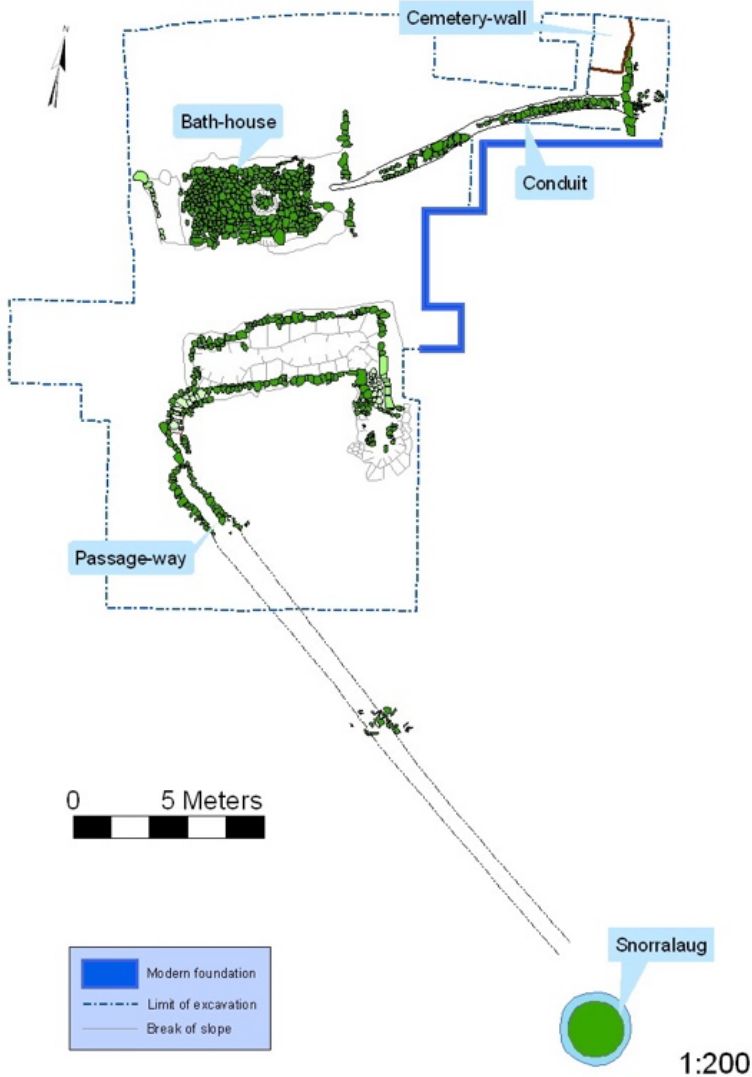 N
Cemetery-wall
Bath-house
Conduit
Passage-way
0 5 Meters
Snorralaug
Modern foundation
Limit of excavation
Break of slope
1:200